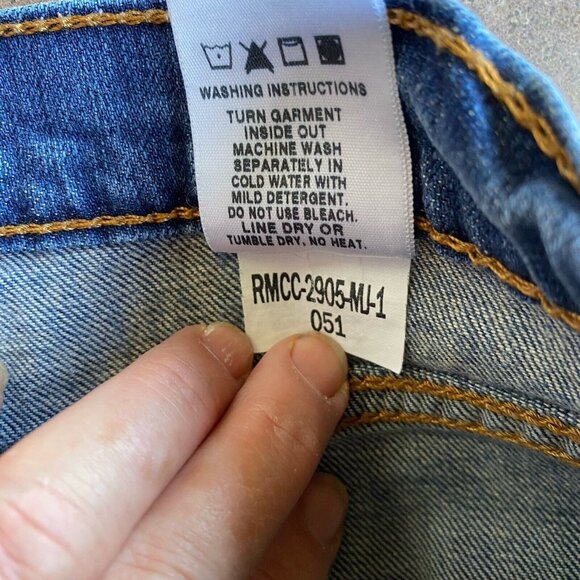 WASHING INSTRUCTIONS
TURN GARMENT
INSIDE OUT
MACHINE WASH
SEPARATELY IN
COLD WATER WITH
MILD DETERGENT.
DO NOT USE BLEACH.
LINE DRY OR
TUMBLE DRY, NO HEAT.
RMCC-2905-MJ-1
051